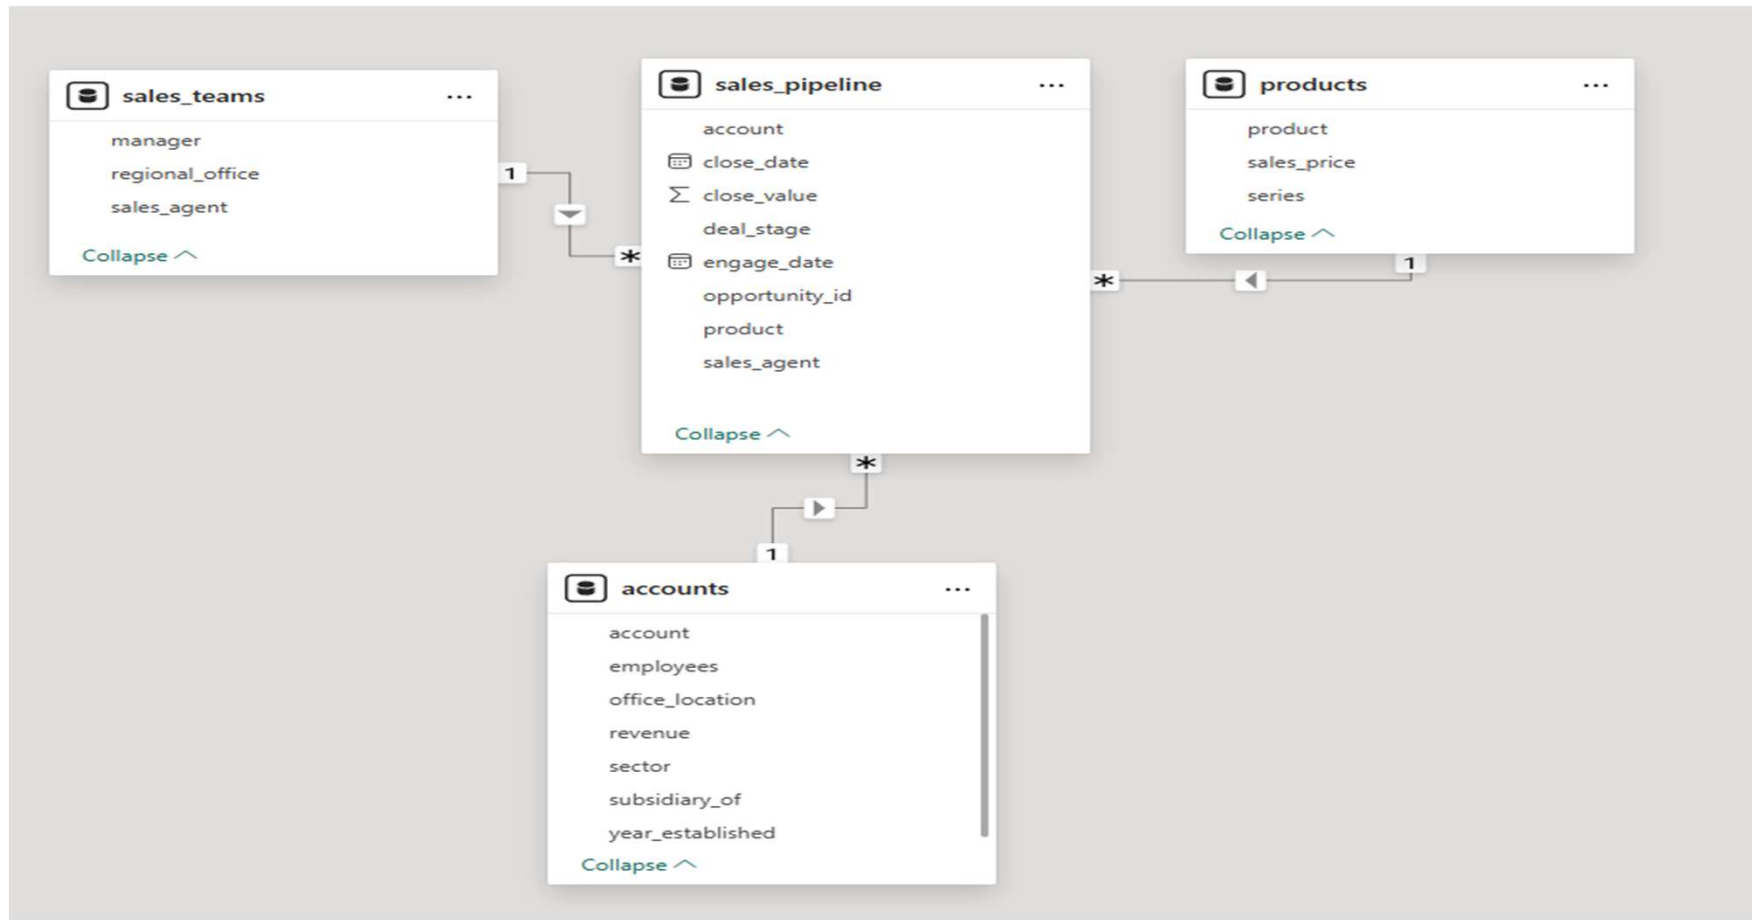 sales_teams ...
manager
regional_office
sales_agent
Collapse
1
*
sales_pipeline ...
account
close_date
Σ close_value
deal_stage
engage_date
opportunity_id
product
sales_agent
Collapse
products ...
product
sales_price
series
Collapse
1
*
*
1
accounts ...
account
employees
office_location
revenue
sector
subsidiary_of
year_established
Collapse